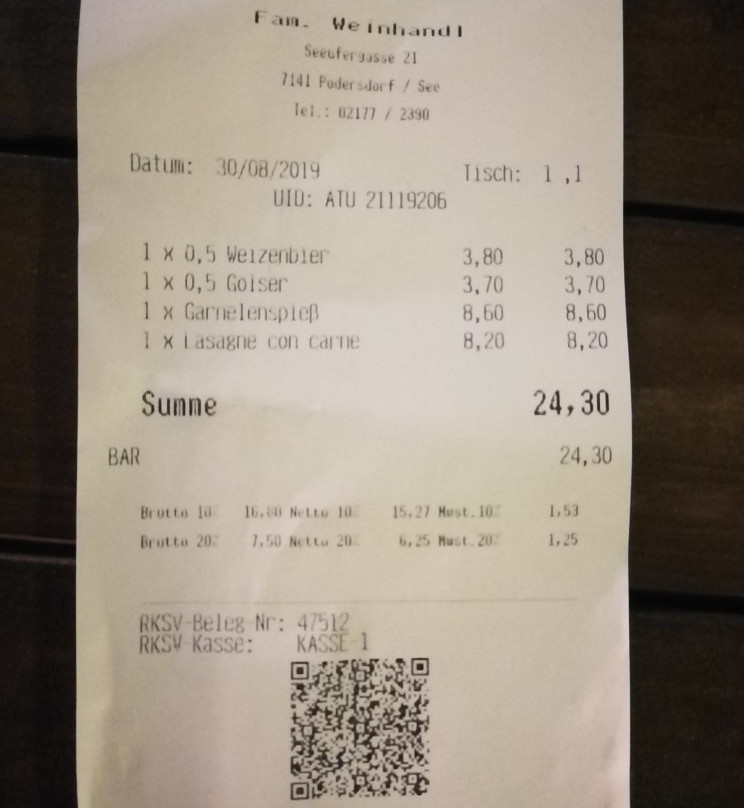 Fam. Weinhandl
Seeufergasse 21
7141 Podersdorf / See
Tel.: 02177 / 2390
Datum: 30/08/2019 Tisch: 1 ,1
UID: ATU 21119206
1 x 0,5 Weizenbier 3,80 3,80
1 x 0,5 Golser 3,70 3,70
1 x Garnelenspieß 8,60 8,60
1 x Lasagne con carne 8,20 8,20
Summe 24,30
BAR 24,30
Brutto 10% 16,80 Netto 10% 15,27 Mwst.10% 1,53
Brutto 20% 7,50 Netto 20% 6,25 Mwst.20% 1,25
RKSV-Beleg-Nr: 47512
RKSV-Kasse: KASSE-1